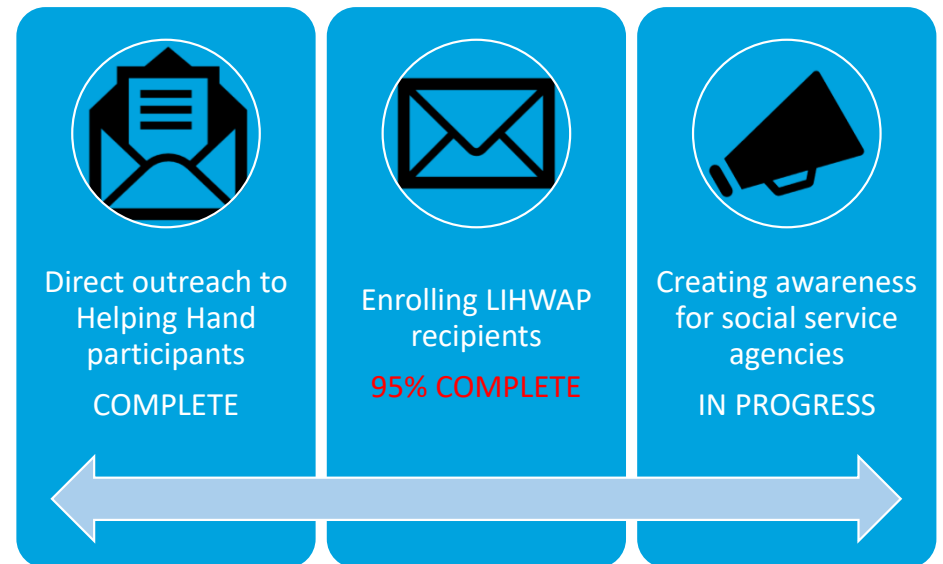 Direct outreach to
Helping Hand
participants
COMPLETE
Enrolling LIHWAP
recipients
95% COMPLETE
Creating awareness
for social service
agencies
IN PROGRESS